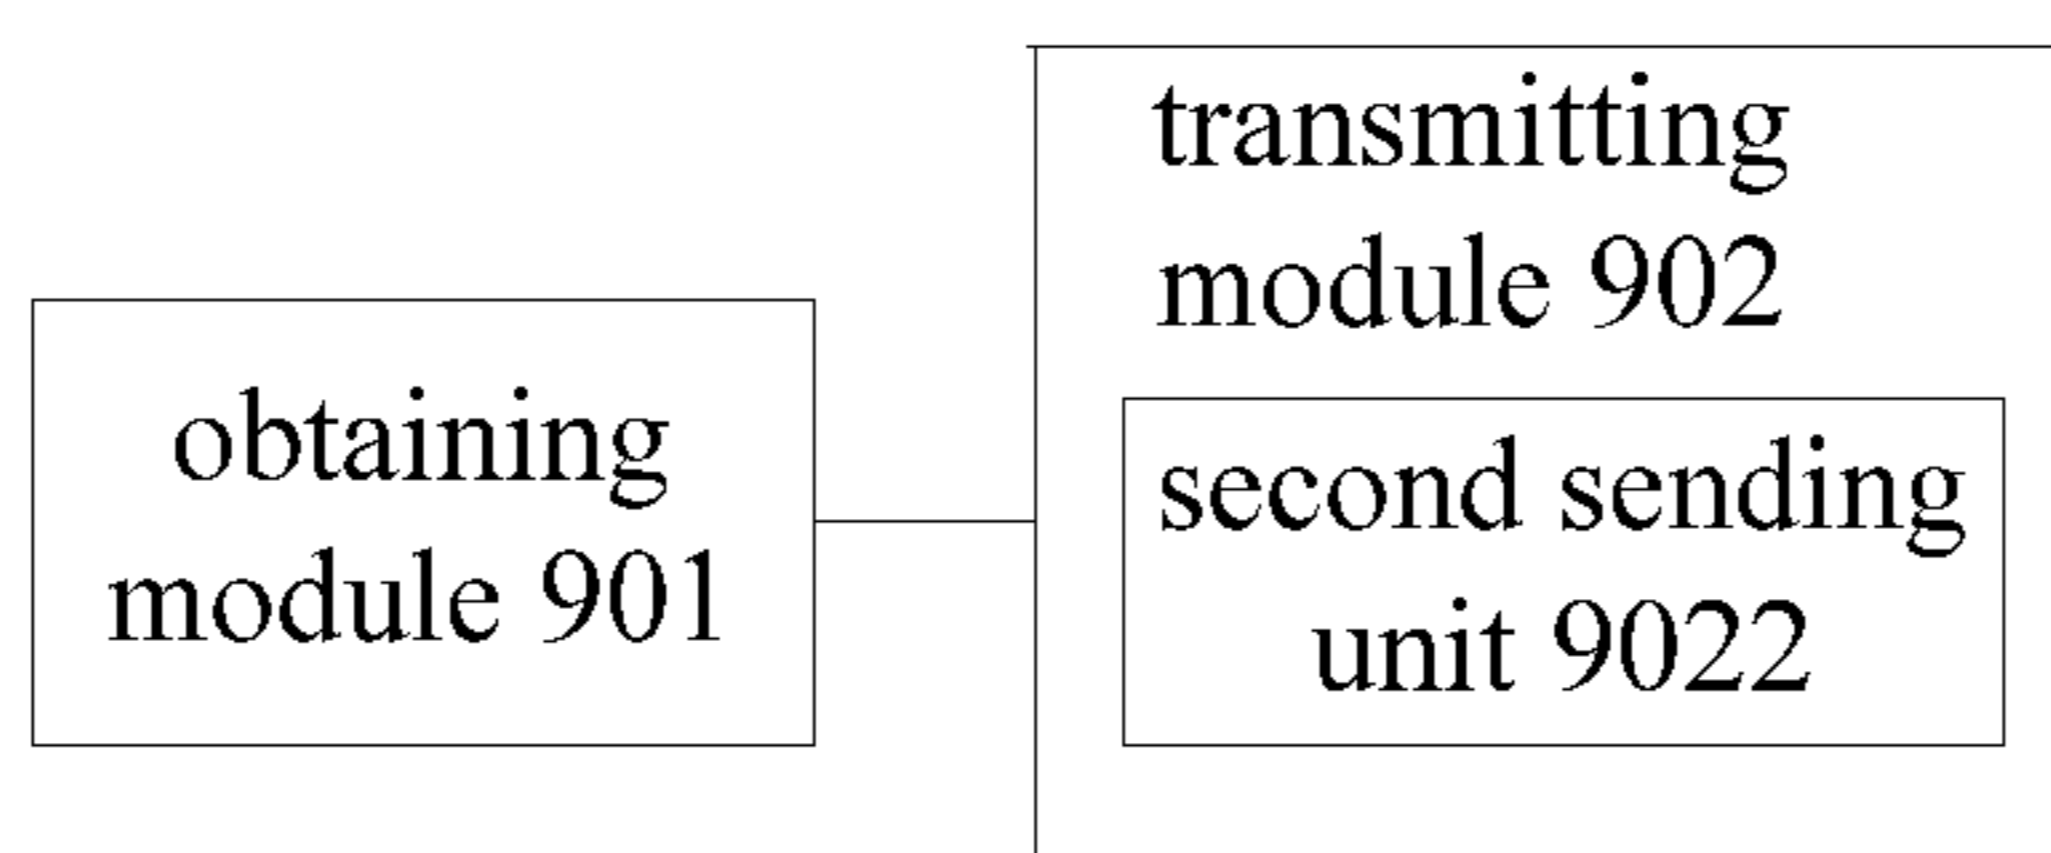 transmitting
module 902
obtaining
module 901
second sending
unit 9022